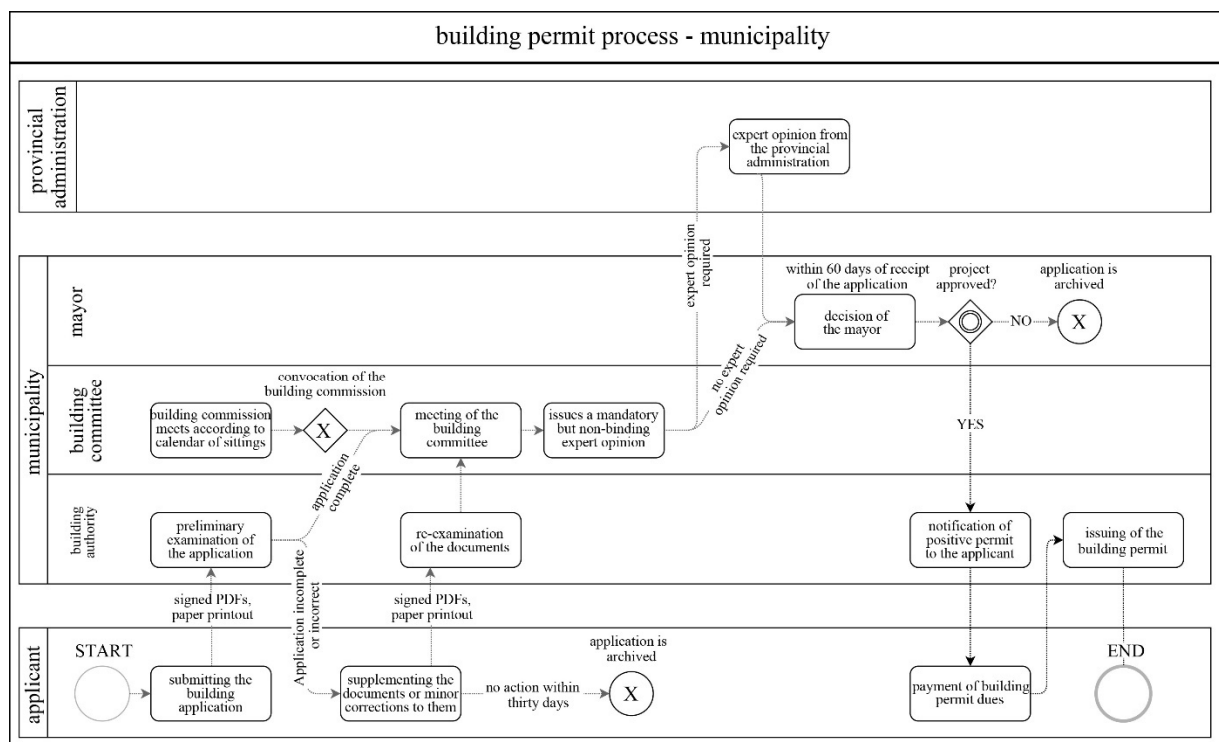 building permit process - municipality
provincial
administration
expert opinion from
the provincial
administration
expert opinion
required
municipality
mayor
within 60 days of receipt
of the application
project
approved?
application is
archived
decision of
the mayor
NO
X
no expert
opinion required
YES
building
committee
convocation of the
building commission
building commission
meets according to
calendar of sittings
X
meeting of the
building
committee
issues a mandatory
but non-binding
expert opinion
application
complete
building
authority
preliminary
examination of
the application
re-examination
of the documents
notification of
positive permit
to the applicant
issuing of the
building permit
signed PDFs,
paper printout
Application incomplete
or incorrect
signed PDFs,
paper printout
applicant
START
submitting the
building
application
supplementing the
documents or minor
corrections to them
no action within
thirty days
application is
archived
X
payment of building
permit dues
END